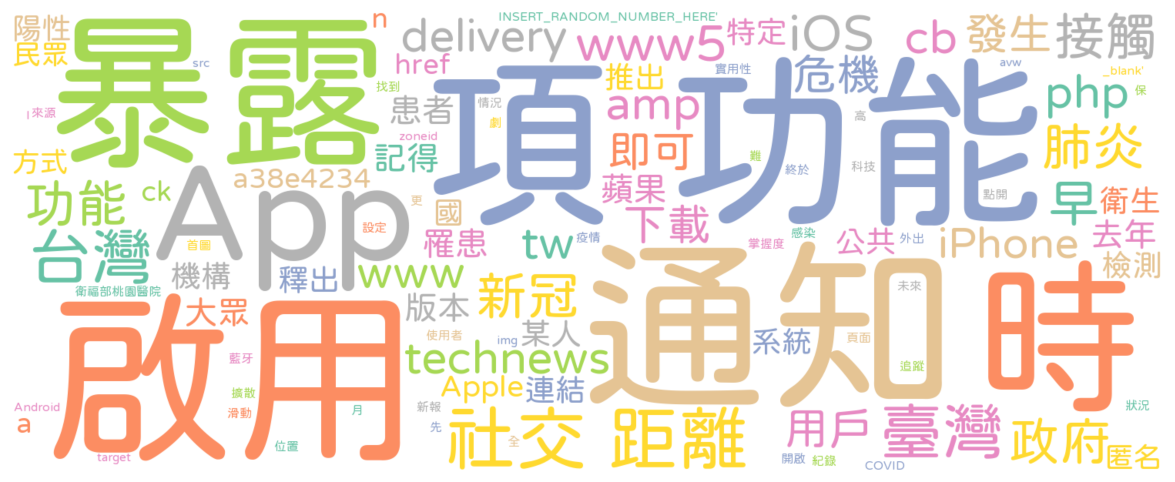 INSERT_RANDOM_NUMBER_HERE'
陽性 n delivery www5 特定 iOS cb 發生 接觸
民眾 暴露 src href 推出 實用性 危機 avw _blank'
找到 項功能 php 保
來源 患者 情況 amp 高 肺炎
zoneid 劇 即可
方式 記得 難 終於 科技
功能 ck App a38e4234 蘋果 點開 早 衛生
更 國 下載
台灣 首圖 設定 罹患 tw 疫情 掌握度 感染 公共 外出 iPhone 去年
機構 釋出 www 檢測
衛福部桃園醫院 新冠 通知 未來 時
啟用 大眾 版本 某人
使用者 img 系統 頁面
藍牙 technews 追蹤
擴散 Apple 連結
Android 滑動 月 新報 狀況
a 先 社交 距離 用戶 臺灣 政府
位置 全
target 開啟 紀錄 COVID 匿名